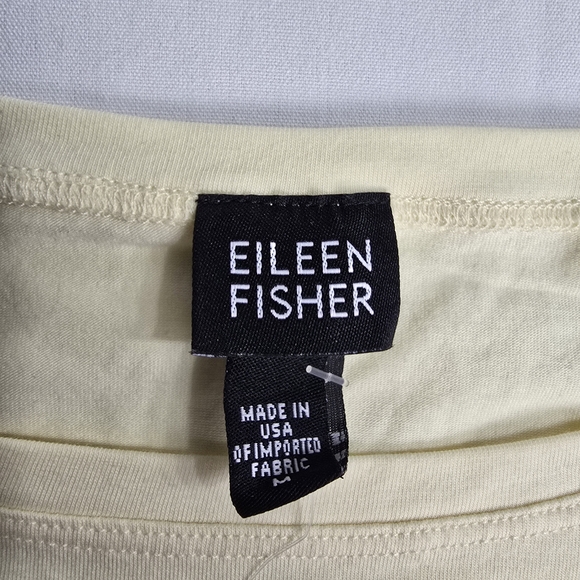 EILEEN
FISHER
MADE IN
USA
OF IMPORTED
FABRIC
M